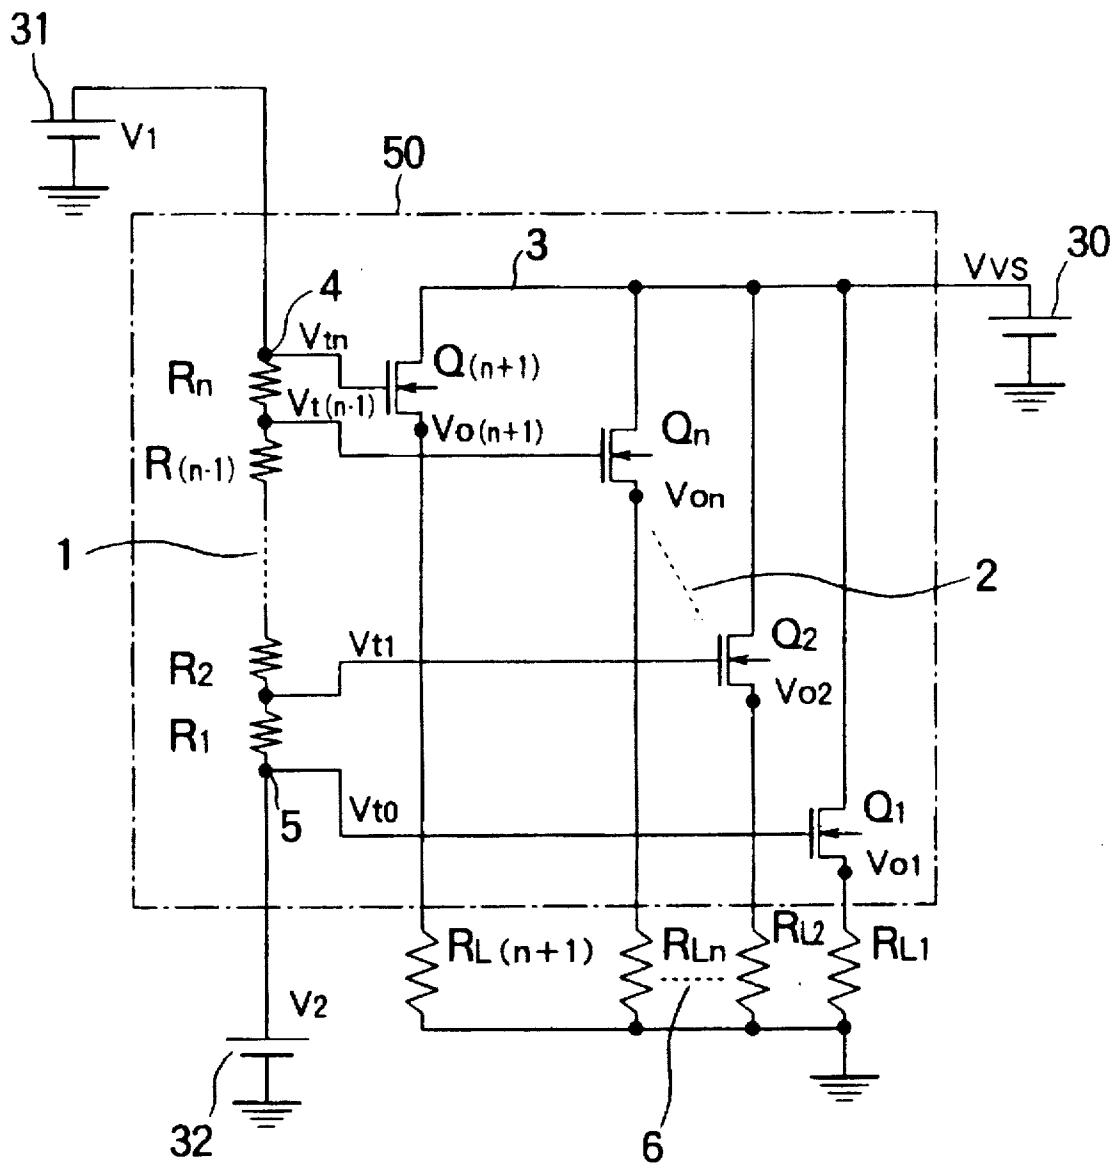 31
V1
50
30
VVS
3
4
Vtn
Q(n+1)
Rn
Vt(n-1)
Vo(n+1)
Qn
R(n-1)
Von
1
2
Vt1
Q2
R2
Vo2
R1
Vt0
Q1
5
Vo1
RL(n+1)
RLn
RL2
RL1
V2
32
6